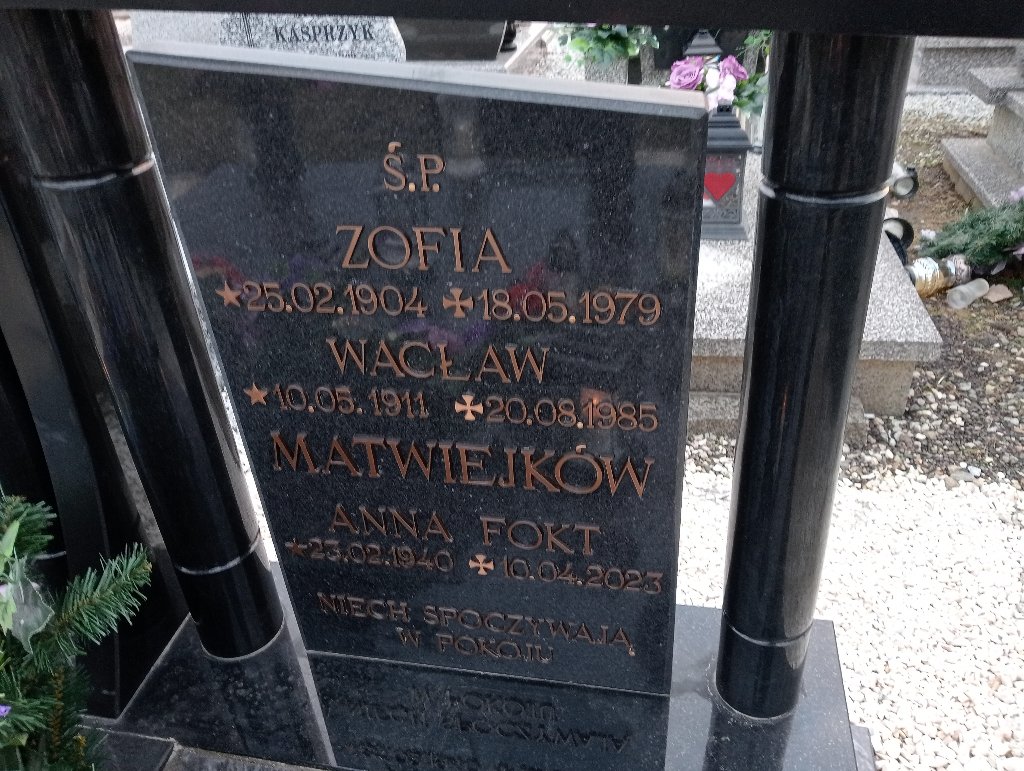 KASPRZYK
Ś.P.
ZOFIA
25.02.1904 18.05.1979
WACŁAW
10.05.1911 20.08.1985
MATWIEJKÓW
ANNA FOKT
23.02.1940 10.04.2023
NIECH SPOCZYWAJĄ
W POKOJU